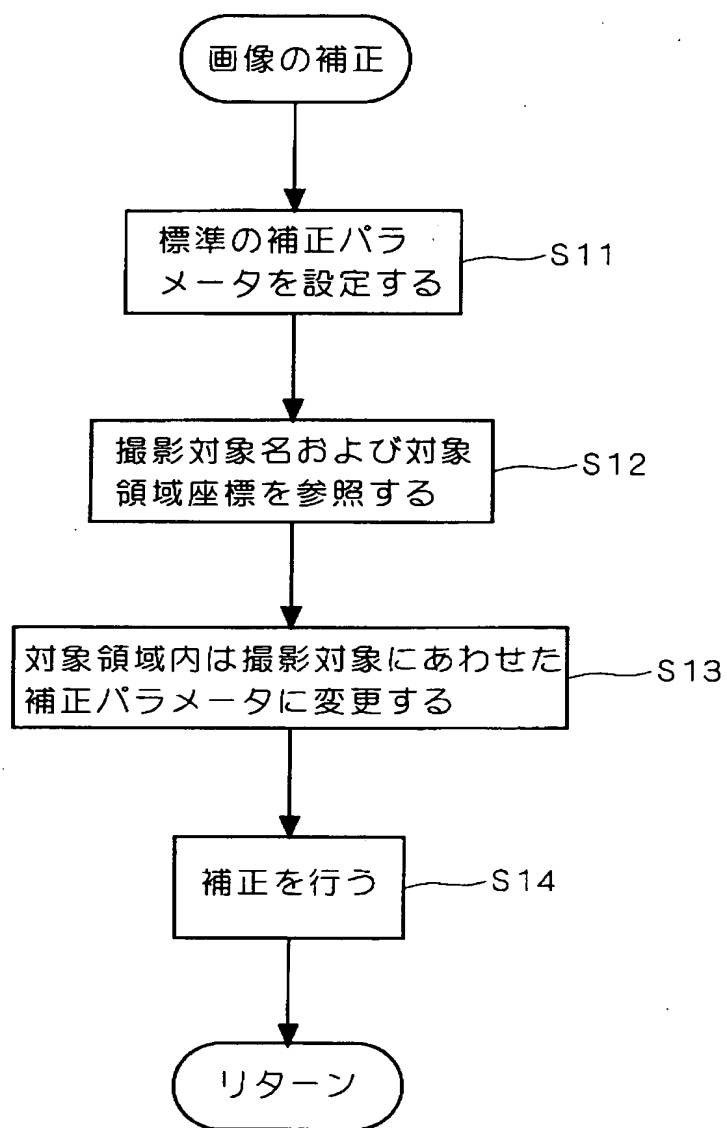 画像の補正
標準の補正パラ
メータを設定する
S11
撮影対象名および対象
領域座標を参照する
S12
対象領域内は撮影対象にあわせた
補正パラメータに変更する
S13
補正を行う
S14
リターン